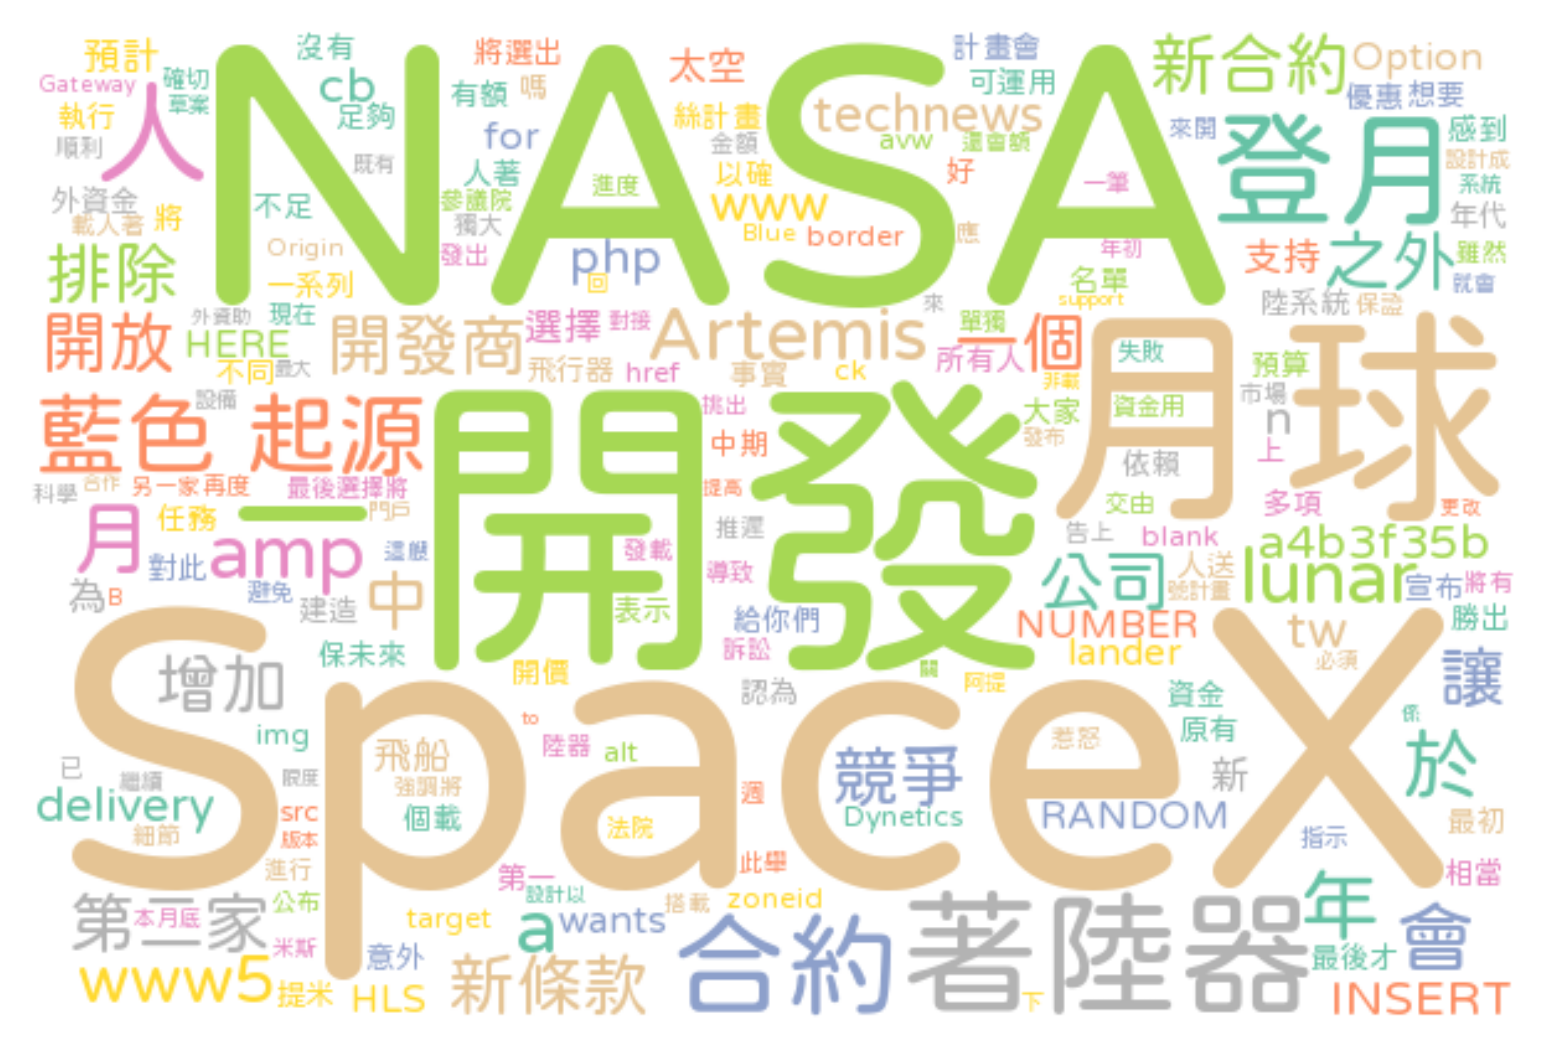 預計 沒有 將選出 太空 計畫會 新合約 Option
Gateway 確切 cb 有額 嗎 可運用 優惠 想要
人 NASA 草案
執行 足夠 for 絲計畫 technews 來開 登月 感到
順利 既有 人著 進度 金額 avw 還會額 設計成
外資金 不足 參議院 以確 好 一筆 系統
載人著 將 獨大 www 年代
排除 Origin 發出 php Blue border 應 年初 支持 之外 雖然
一系列 回 名單 就會
開放 外資助 現在 開發商 選擇 對接 Artemis 來 support 陸系統 保證
HERE 單獨 一個 月球
不同 最大 飛行器 href 事實 ck 所有人 非載 失敗 預算
藍色 設備 起源 開發 挑出 大家 資金用 市場 n
中期 發布 上
科學 合作 另一家 再度 最後選擇將 提高 依賴
月 任務 一 門戶 推遲 交由 多項 更改
對此 amp 這艘 發載 告上 blank a4b3f35b
為 B 避免 建造 中 導致 公司 人送 號計畫 lunar 宣布 將有
表示 給你們 NUMBER tw 勝出
保未來 訴訟 lander 必須
增加 開價 認為 關 阿提 讓
SpaceX 資金
img to 原有 係
已 繼續 限度 飛船 陸器 alt 競爭 惹怒 新 於
強調將 週
delivery src 個載 Dynetics RANDOM 最初
細節 版本 法院 指示
進行 第一 此舉 相當
第二家 本月底 公布 設計以 搭載 zoneid 著陸器 年
米斯 target a wants 合約 會
www5 提米 意外 HLS 新條款 下 最後才 INSERT